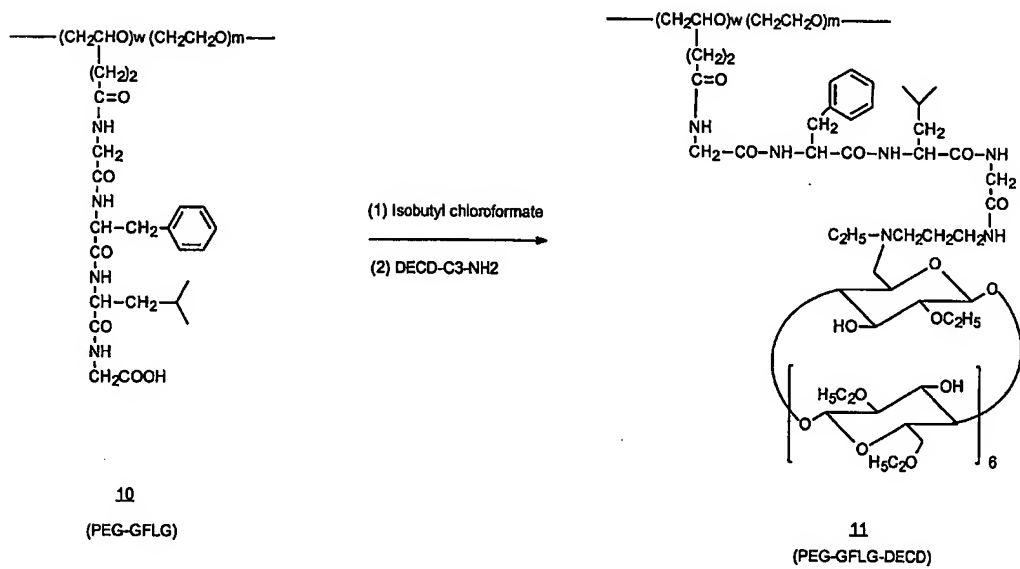 —(CH2CHO)w (CH2CH2O)m—
(CH2)2
C=O
NH
CH2
CO
NH
CH—CH2
CO
NH
CH—CH2
CO
NH
CH2COOH
10
(PEG-GFLG)
(1) Isobutyl chloroformate
(2) DECD-C3-NH2
—(CH2CHO)w (CH2CH2O)m—
(CH2)2
C=O
NH
CH2
CH2
CH2—CO—NH—CH—CO—NH—CH—CO—NH
CH2
CO
C2H5—N—CH2CH2CH2NH
O
O
HO
OC2H5
H5C2O
OH
O
O
H5C2O
6
11
(PEG-GFLG-DECD)